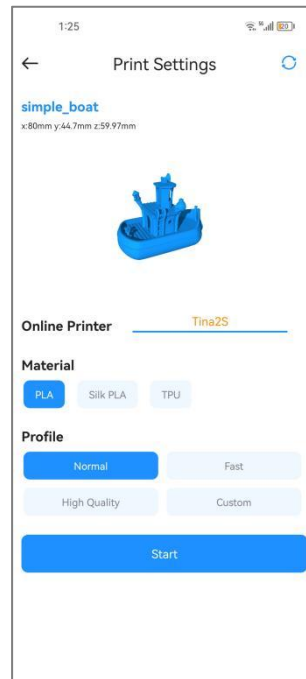 1:25
20
Print Settings
simple_boat
x:80mm y:44.7mm z:59.97mm
Online Printer Tina2S
Material
PLA Silk PLA TPU
Profile
Normal Fast
High Quality Custom
Start